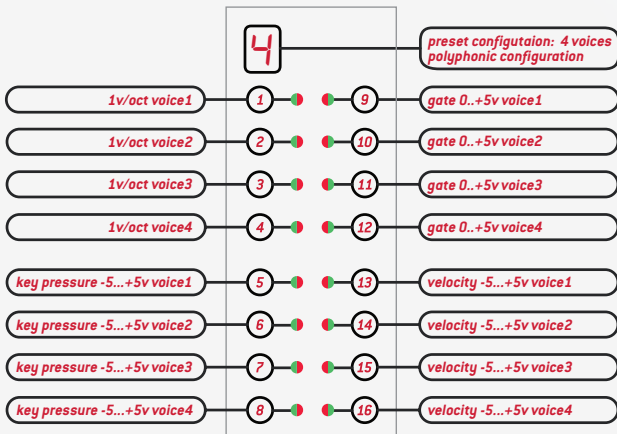 4
preset configutaion: 4 voices
polyphonic configuration
1v/oct voice1
1
9
gate 0..+5v voice1
1v/oct voice2
2
10
gate 0..+5v voice2
1v/oct voice3
3
11
gate 0..+5v voice3
1v/oct voice4
4
12
gate 0..+5v voice4
key pressure -5...+5v voice1
5
13
velocity -5...+5v voice1
key pressure -5...+5v voice2
6
14
velocity -5...+5v voice2
key pressure -5...+5v voice3
7
15
velocity -5...+5v voice3
key pressure -5...+5v voice4
8
16
velocity -5...+5v voice4